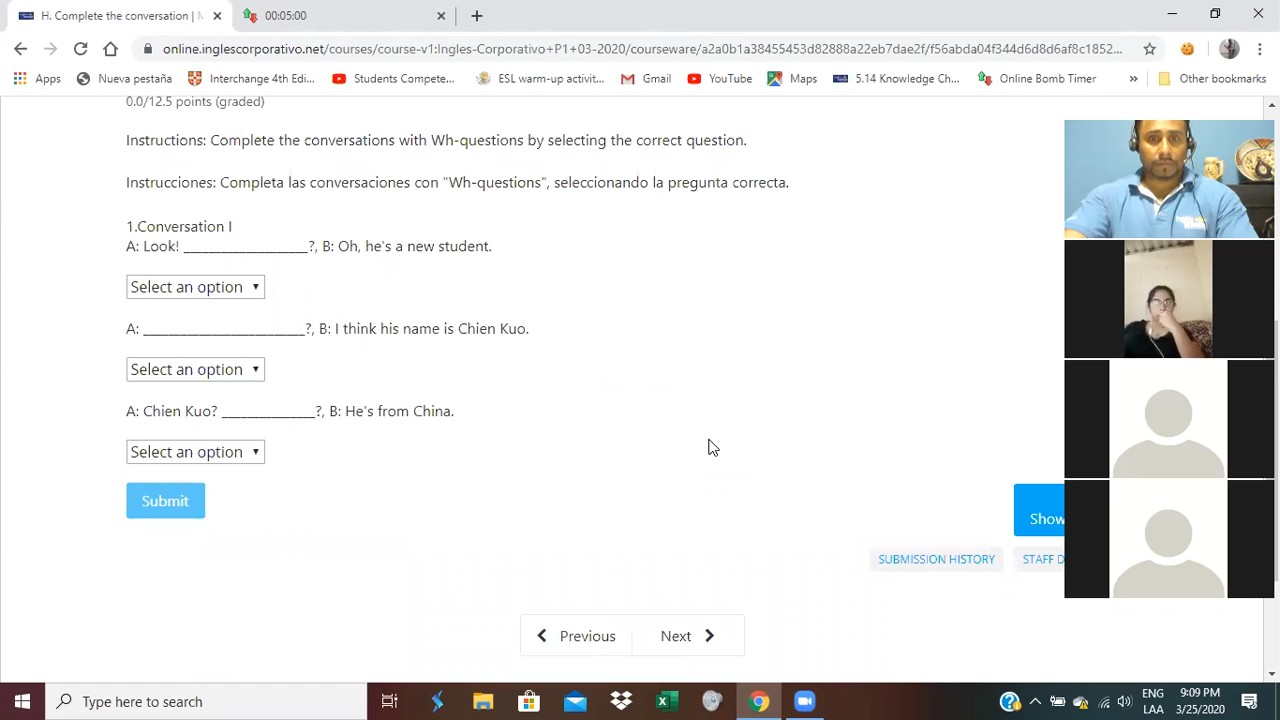 H. Complete the conversation |
00:05:00
online.inglescorporativo.net/courses/course-v1:Ingles-Corporativo+P1+03-2020/courseware/a2a0b1a38455453d82888a22eb7dae2f/f56abda04f344d6d8d6af8c1852...
Apps
Nueva pestaña
Interchange 4th Edi...
Students Compete...
ESL warm-up activit...
Gmail
YouTube
Maps
5.14 Knowledge Ch...
Online Bomb Timer
»
Other bookmarks
0.0/12.5 points (graded)
Instructions: Complete the conversations with Wh-questions by selecting the correct question.
Instrucciones: Completa las conversaciones con "Wh-questions", seleccionando la pregunta correcta.
1.Conversation I
A: Look! ____________________?, B: Oh, he's a new student.
Select an option
A: __________________________?, B: I think his name is Chien Kuo.
Select an option
A: Chien Kuo? _______________?, B: He's from China.
Select an option
Submit
Show
SUBMISSION HISTORY
STAFF D
Previous
Next
Type here to search
ENG
LAA
9:09 PM
3/25/2020